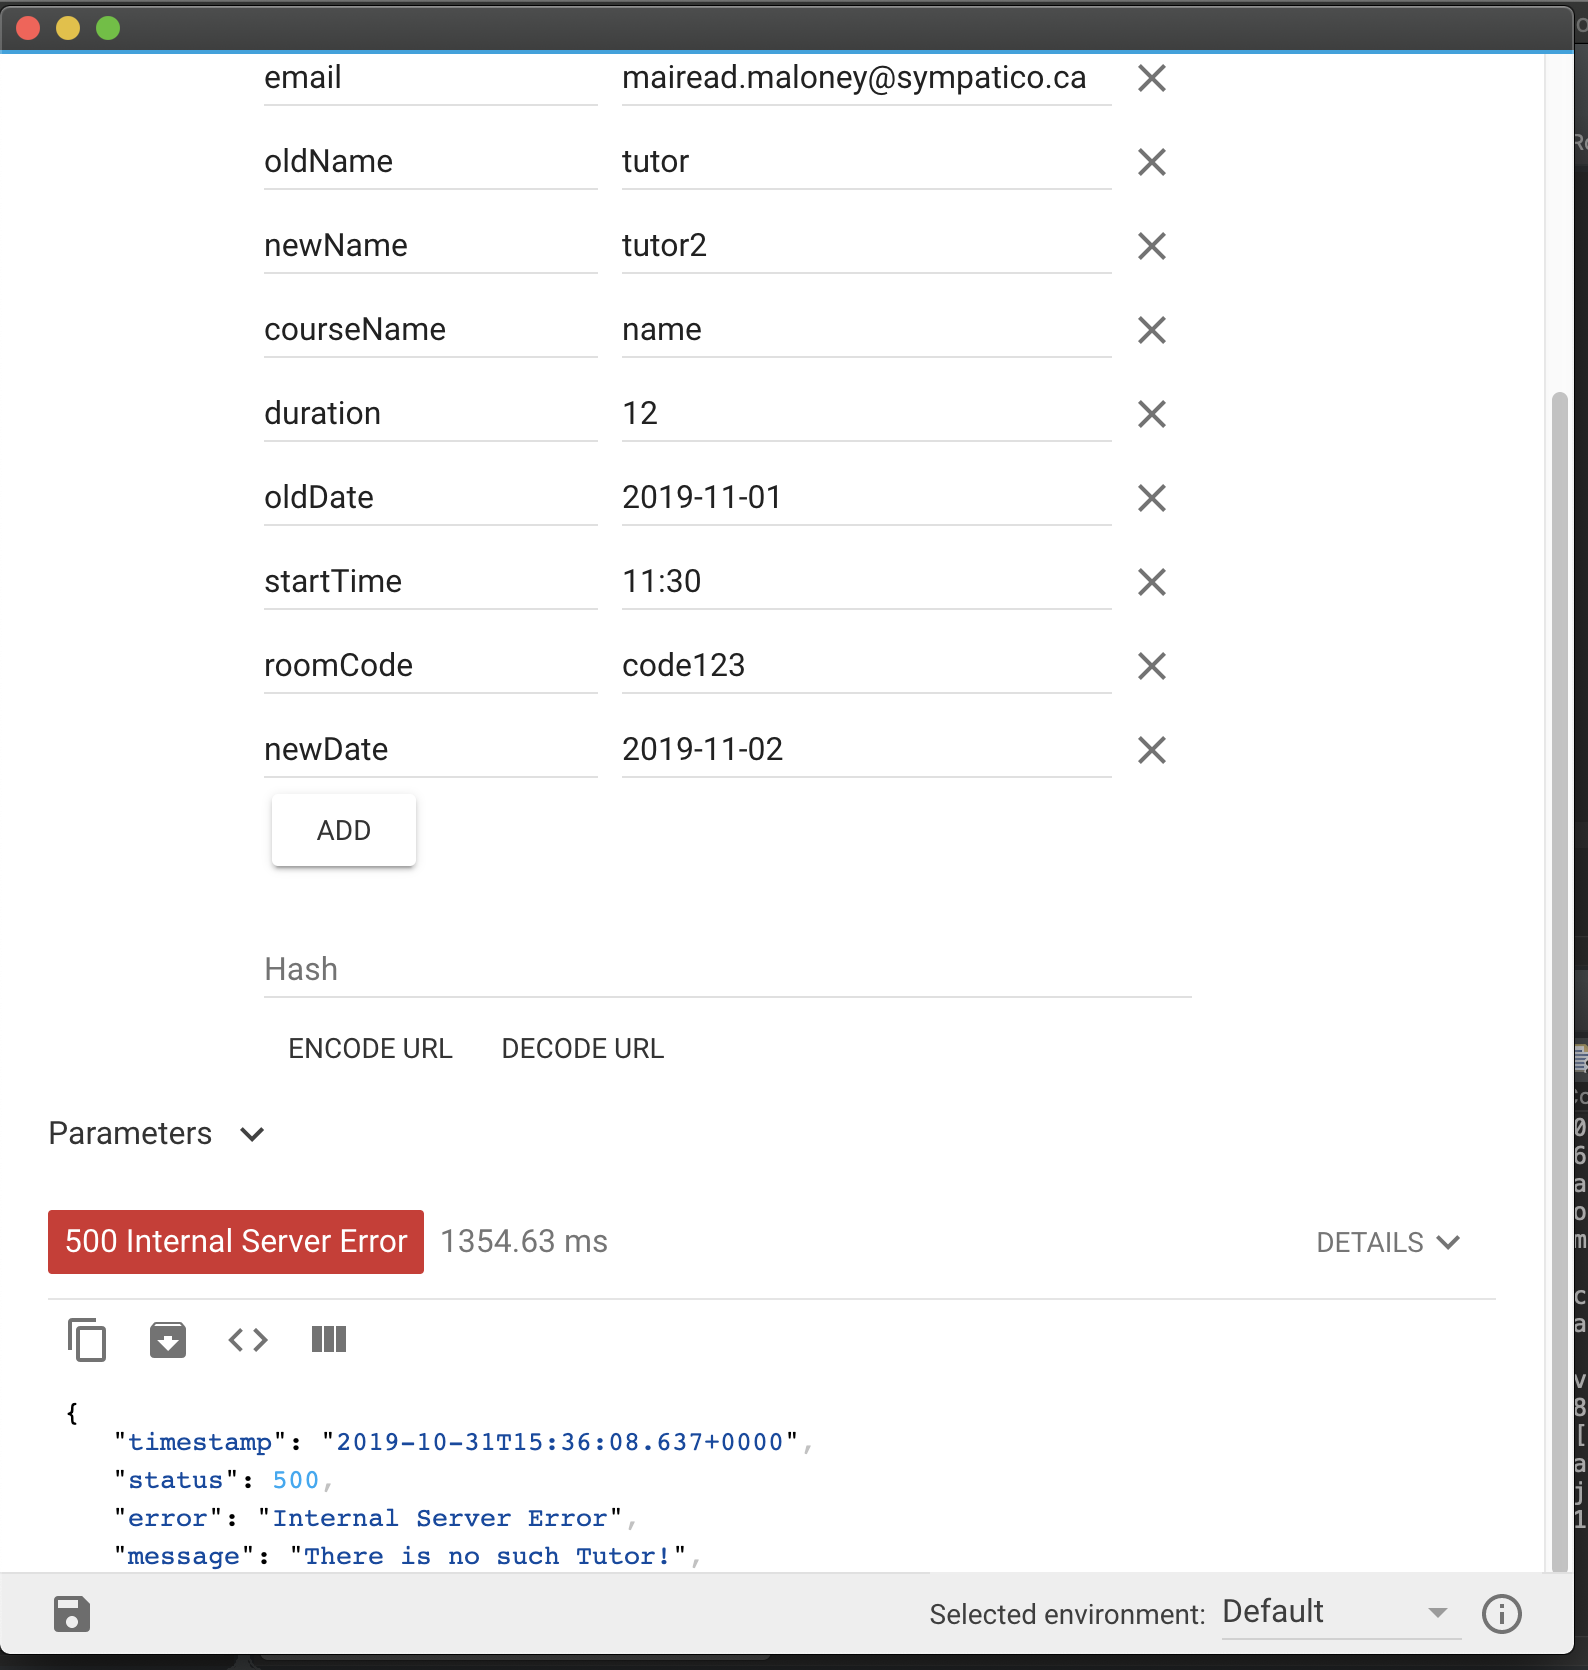 email mairead.maloney@sympatico.ca
oldName tutor
newName tutor2
courseName name
duration 12
oldDate 2019-11-01
startTime 11:30
roomCode code123
newDate 2019-11-02
ADD
Hash
ENCODE URL DECODE URL
Parameters
500 Internal Server Error 1354.63 ms DETAILS
{
"timestamp": "2019-10-31T15:36:08.637+0000",
"status": 500,
"error": "Internal Server Error",
"message": "There is no such Tutor!",
Selected environment: Default